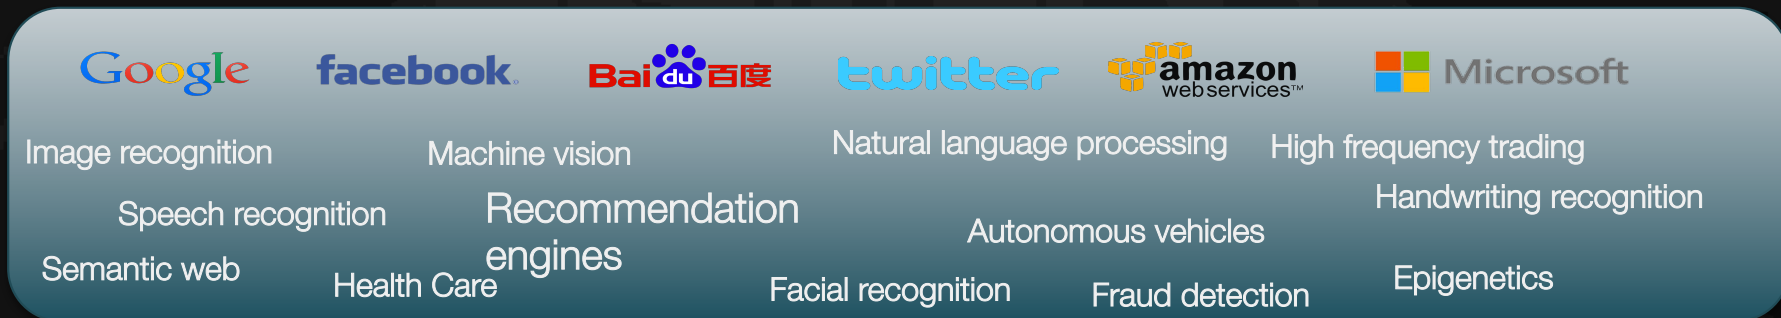 Google facebook Bai du 百度 twitter amazon webservices™ Microsoft
Image recognition
Machine vision
Natural language processing
High frequency trading
Speech recognition
Recommendation
engines
Autonomous vehicles
Handwriting recognition
Semantic web
Health Care
Facial recognition
Fraud detection
Epigenetics